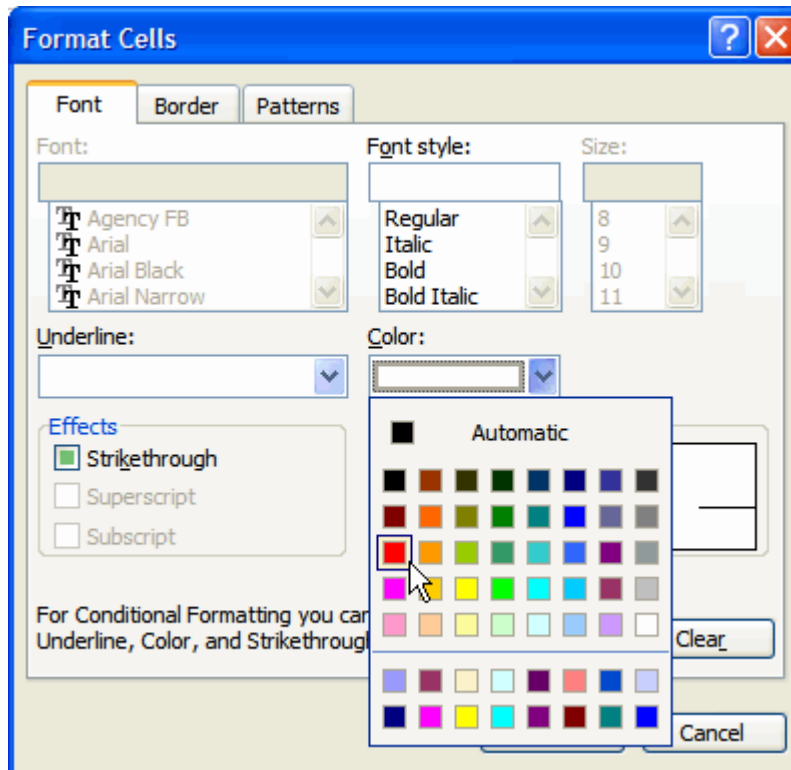 Format Cells
?
Font Border Patterns
Font: Font style: Size:
Agency FB Regular 8
Arial Italic 9
Arial Black Bold 10
Arial Narrow Bold Italic 11
Underline: Color:
Effects
Automatic
Strikethrough
Superscript
Subscript
For Conditional Formatting you can
Underline, Color, and Strikethroug
Clear
Cancel